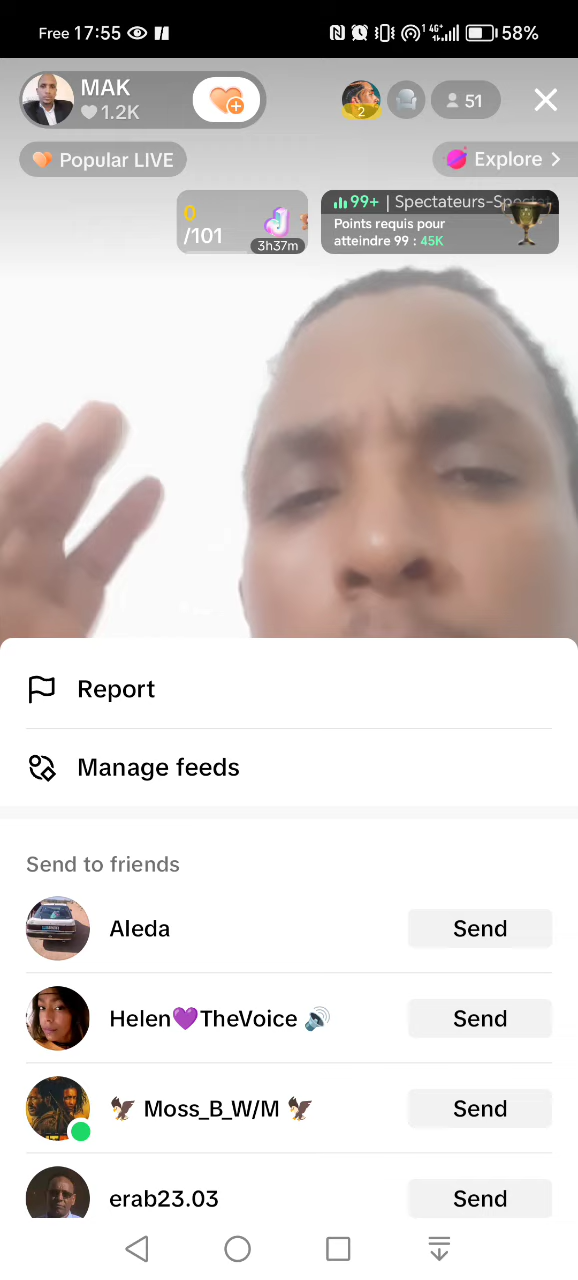 Free 17:55
4G+ 58%
MAK
1.2K
2
51
Popular LIVE
Explore
0
/101
3h37m
99+ | Spectateurs-
Points requis pour
atteindre 99 : 45K
Report
Manage feeds
Send to friends
Aleda
Send
Helen💜TheVoice 🔊
Send
🦅 Moss_B_W/M 🦅
Send
erab23.03
Send